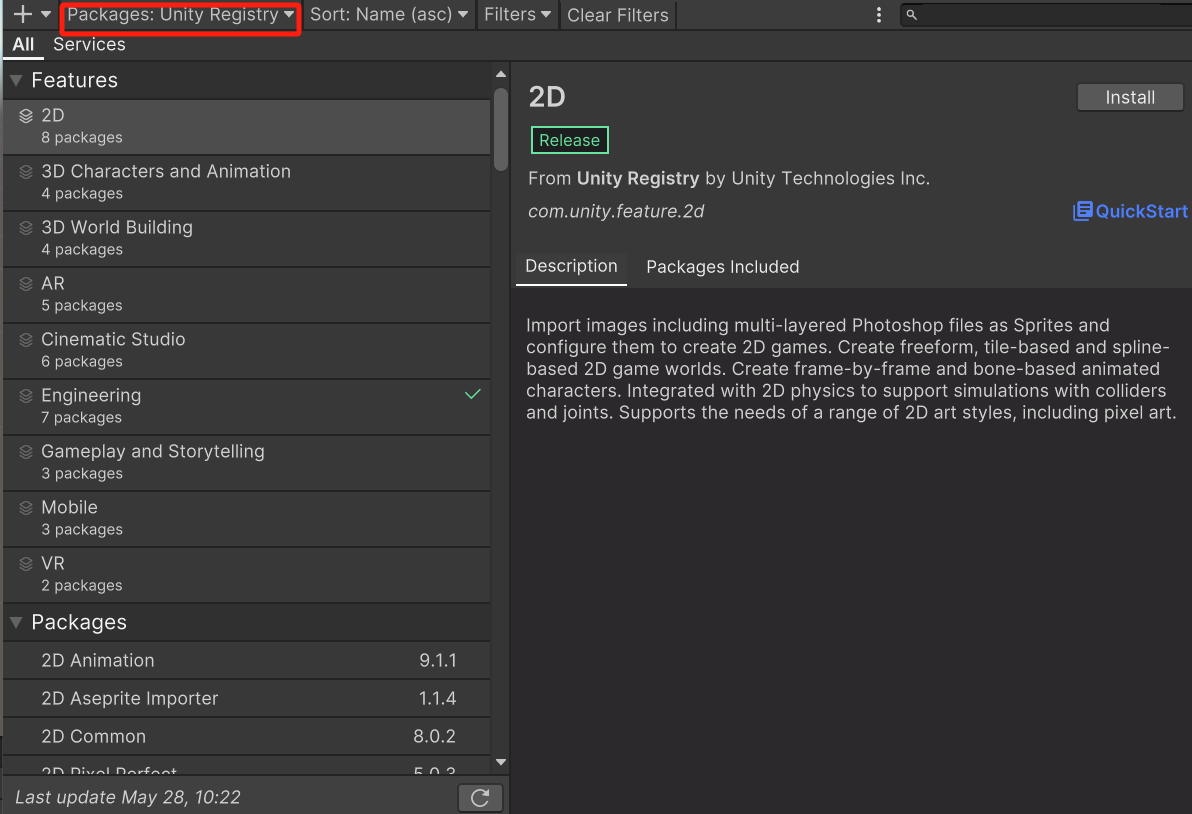 Packages: Unity Registry
Sort: Name (asc)
Filters
Clear Filters
All
Services
Features
2D
8 packages
3D Characters and Animation
4 packages
3D World Building
4 packages
AR
5 packages
Cinematic Studio
6 packages
Engineering
7 packages
Gameplay and Storytelling
3 packages
Mobile
3 packages
VR
2 packages
Packages
2D Animation 9.1.1
2D Aseprite Importer 1.1.4
2D Common 8.0.2
2D Pixel Perfect 5.0.3
Last update May 28, 10:22
2D
Install
Release
From Unity Registry by Unity Technologies Inc.
com.unity.feature.2d
QuickStart
Description
Packages Included
Import images including multi-layered Photoshop files as Sprites and
configure them to create 2D games. Create freeform, tile-based and spline-
based 2D game worlds. Create frame-by-frame and bone-based animated
characters. Integrated with 2D physics to support simulations with colliders
and joints. Supports the needs of a range of 2D art styles, including pixel art.